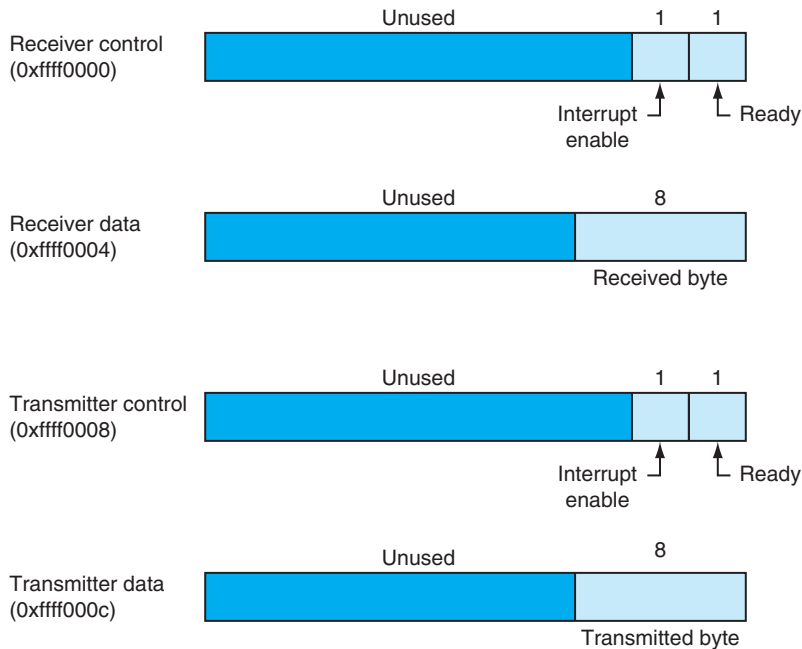 Unused 1 1
Receiver control
(0xffff0000)
Interrupt
enable
Ready
Unused 8
Receiver data
(0xffff0004)
Received byte
Unused 1 1
Transmitter control
(0xffff0008)
Interrupt
enable
Ready
Unused 8
Transmitter data
(0xffff000c)
Transmitted byte